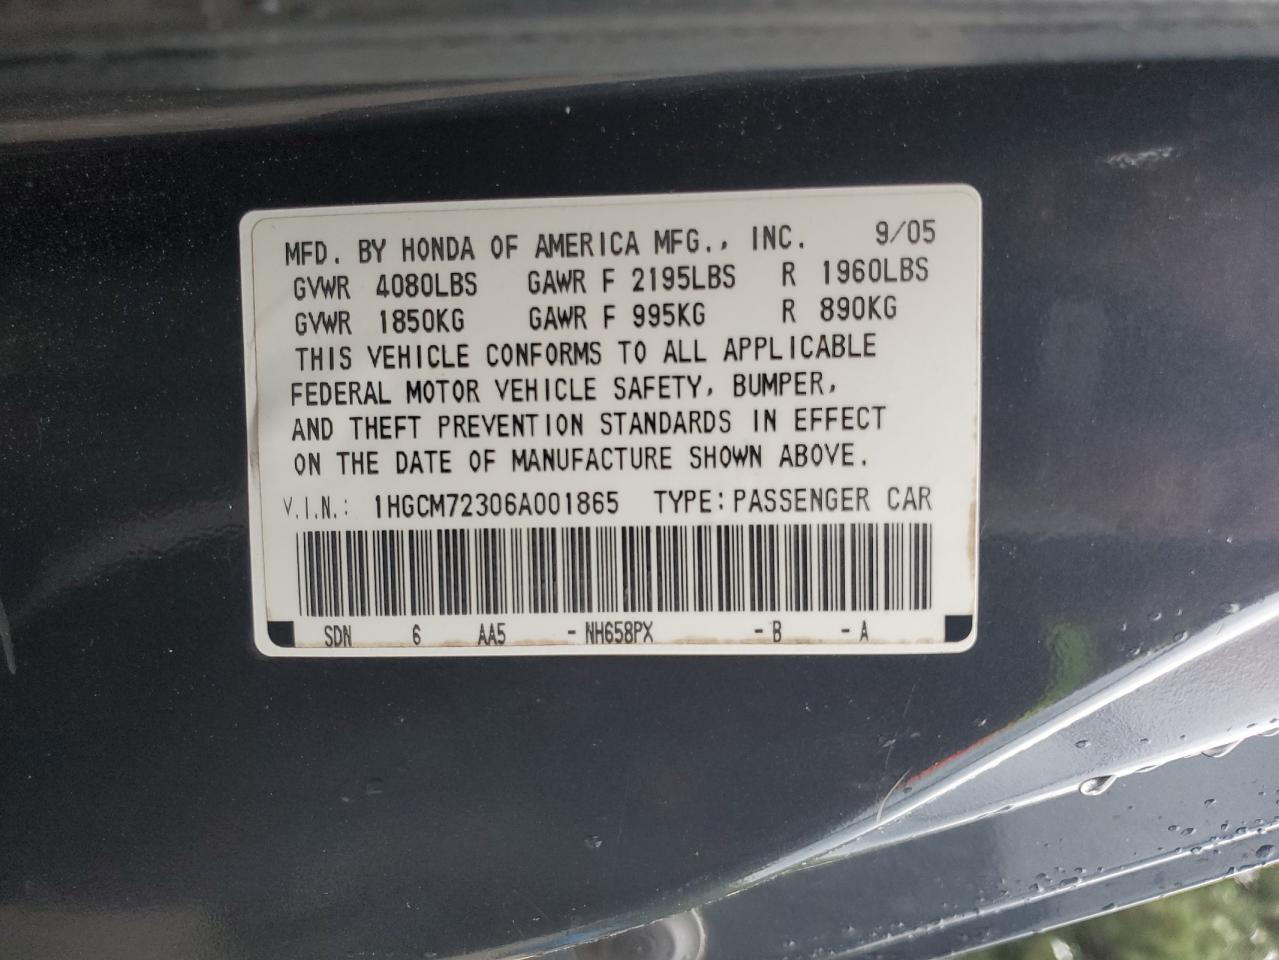 MFD. BY HONDA OF AMERICA MFG., INC. 9/05
GVWR 4080LBS GAWR F 2195LBS R 1960LBS
GVWR 1850KG GAWR F 995KG R 890KG
THIS VEHICLE CONFORMS TO ALL APPLICABLE
FEDERAL MOTOR VEHICLE SAFETY, BUMPER,
AND THEFT PREVENTION STANDARDS IN EFFECT
ON THE DATE OF MANUFACTURE SHOWN ABOVE.
V.I.N.: 1HGCM72306A001865 TYPE:PASSENGER CAR
SDN 6 AA5 - NH658PX - B - A